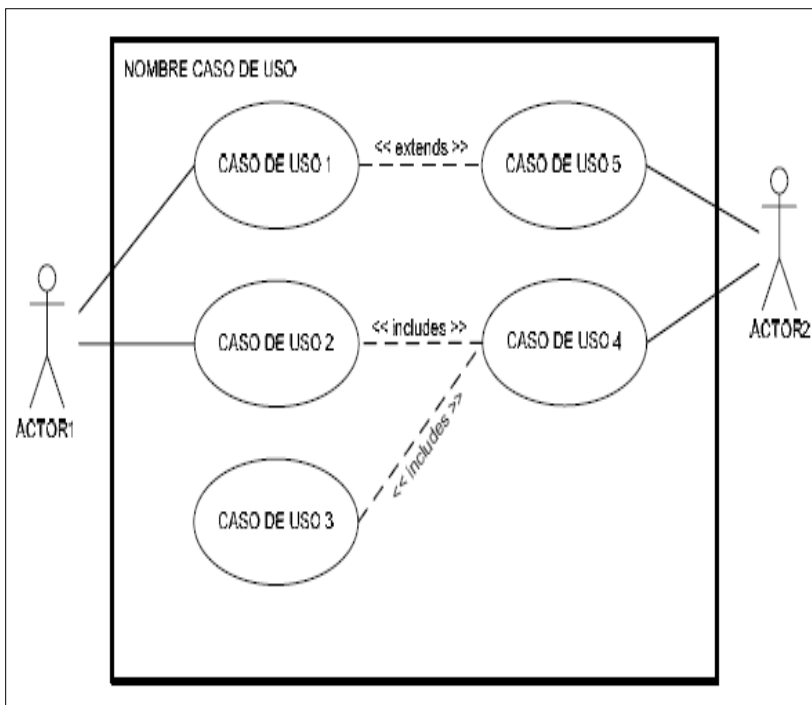 NOMBRE CASO DE USO
CASO DE USO 1
<< extends >>
CASO DE USO 5
ACTOR1
CASO DE USO 2
<< includes >>
CASO DE USO 4
ACTOR2
<< includes >>
CASO DE USO 3